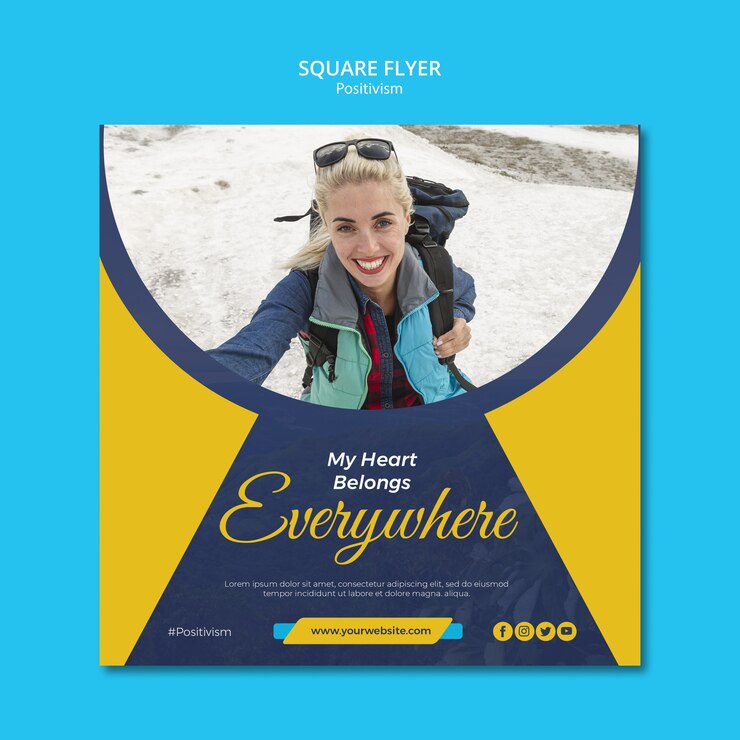 SQUARE FLYER
Positivism
My Heart
Belongs
Everywhere
Lorem ipsum dolor sit amet, consectetur adipiscing elit, sed do eiusmod
tempor incididunt ut labore et dolore magna. aliqua.
#Positivism
www.yourwebsite.com